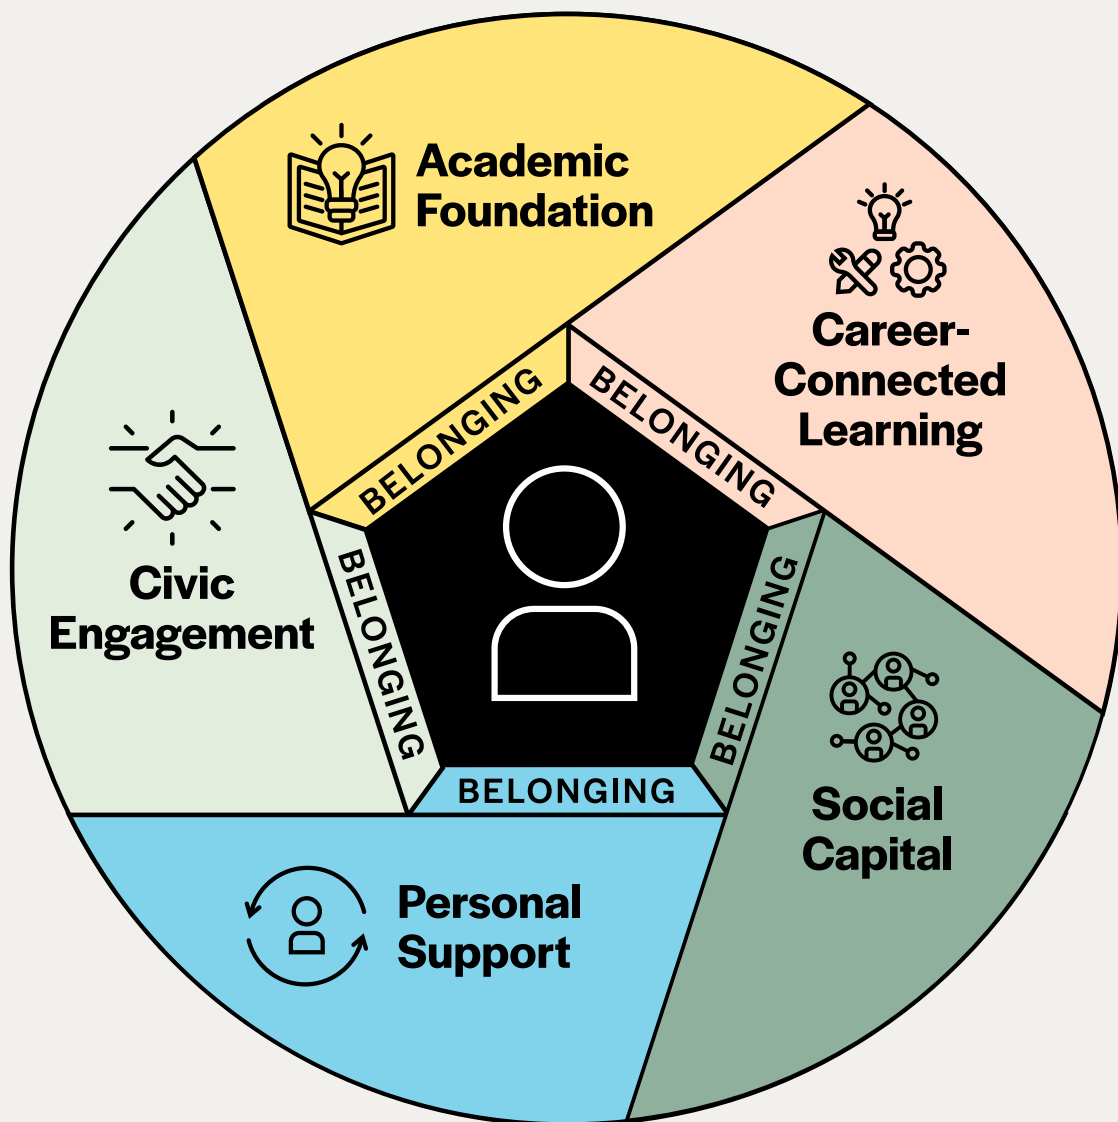 Academic
Foundation
Career-
Connected
Learning
BELONGING
BELONGING
Civic
Engagement
BELONGING
BELONGING
Social
Capital
BELONGING
Personal
Support